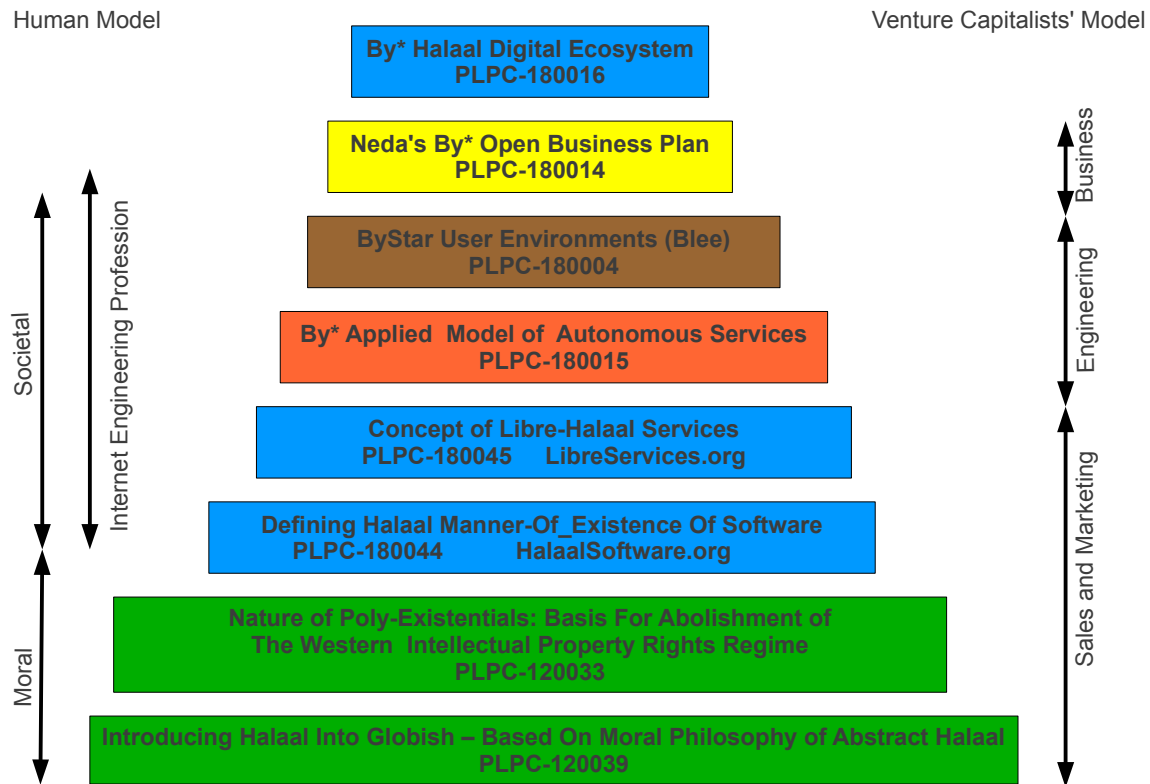 Human Model
Venture Capitalists' Model
By* Halaal Digital Ecosystem
PLPC-180016
Neda's By* Open Business Plan
PLPC-180014
ByStar User Environments (Blee)
PLPC-180004
By* Applied  Model of  Autonomous Services
PLPC-180015
Concept of Libre-Halaal Services
PLPC-180045     LibreServices.org
Defining Halaal Manner-Of_Existence Of Software
PLPC-180044          HalaalSoftware.org
Nature of Poly-Existentials: Basis For Abolishment of
The Western  Intellectual Property Rights Regime
PLPC-120033
Introducing Halaal Into Globish – Based On Moral Philosophy of Abstract Halaal
PLPC-120039
Societal
Moral
Internet Engineering Profession
Business
Engineering
Sales and Marketing